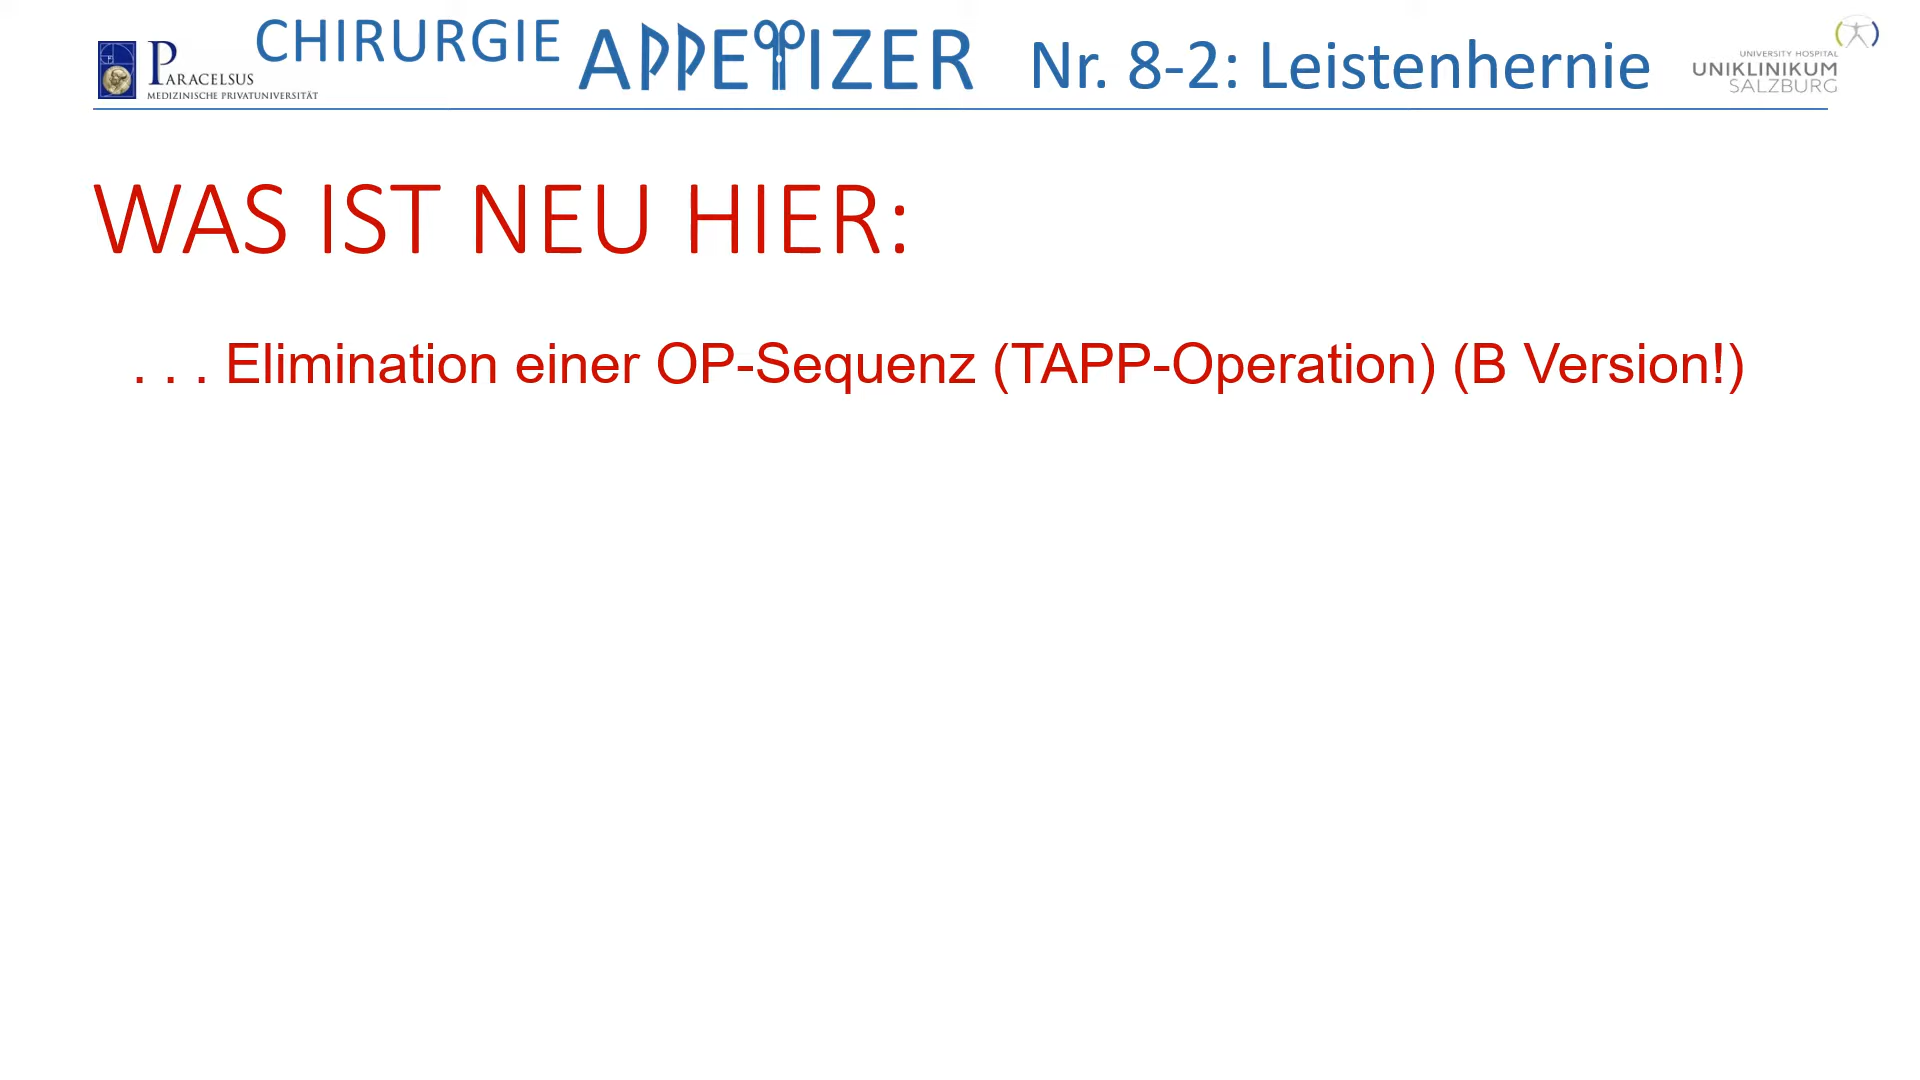 PARACELSUS
MEDIZINISCHE PRIVATUNIVERSITÄT
CHIRURGIE APPETIZER Nr. 8-2: Leistenhernie
UNIVERSITY HOSPITAL
UNIKLINIKUM
SALZBURG
WAS IST NEU HIER:
. . . Elimination einer OP-Sequenz (TAPP-Operation) (B Version!)